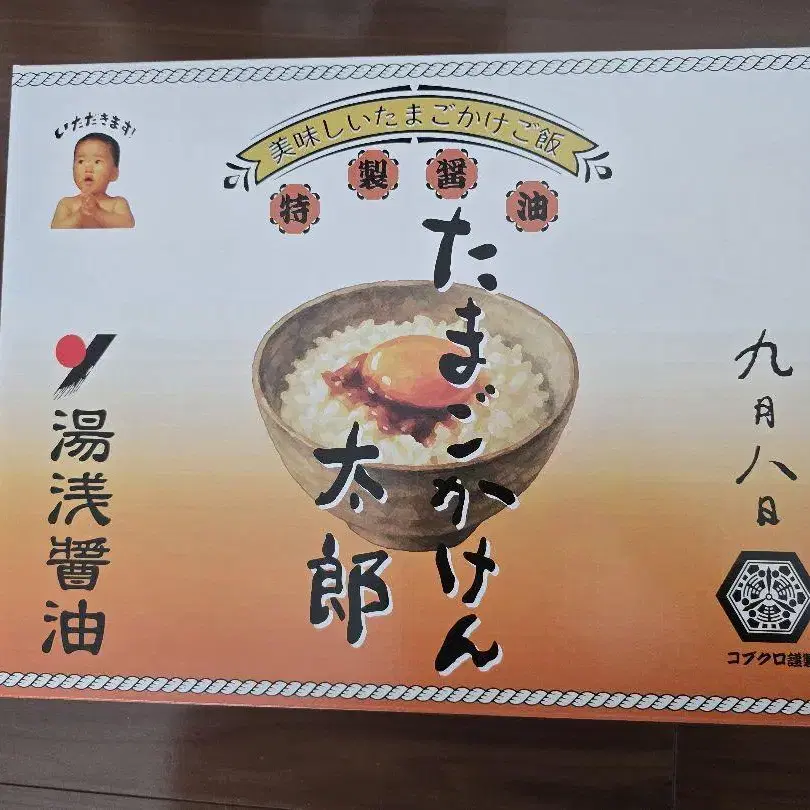 いただきます!
美味しいたまごかけご飯
特製醤油
たまごかけん
太郎
湯浅醤油
九月八日
コブクロ謹製